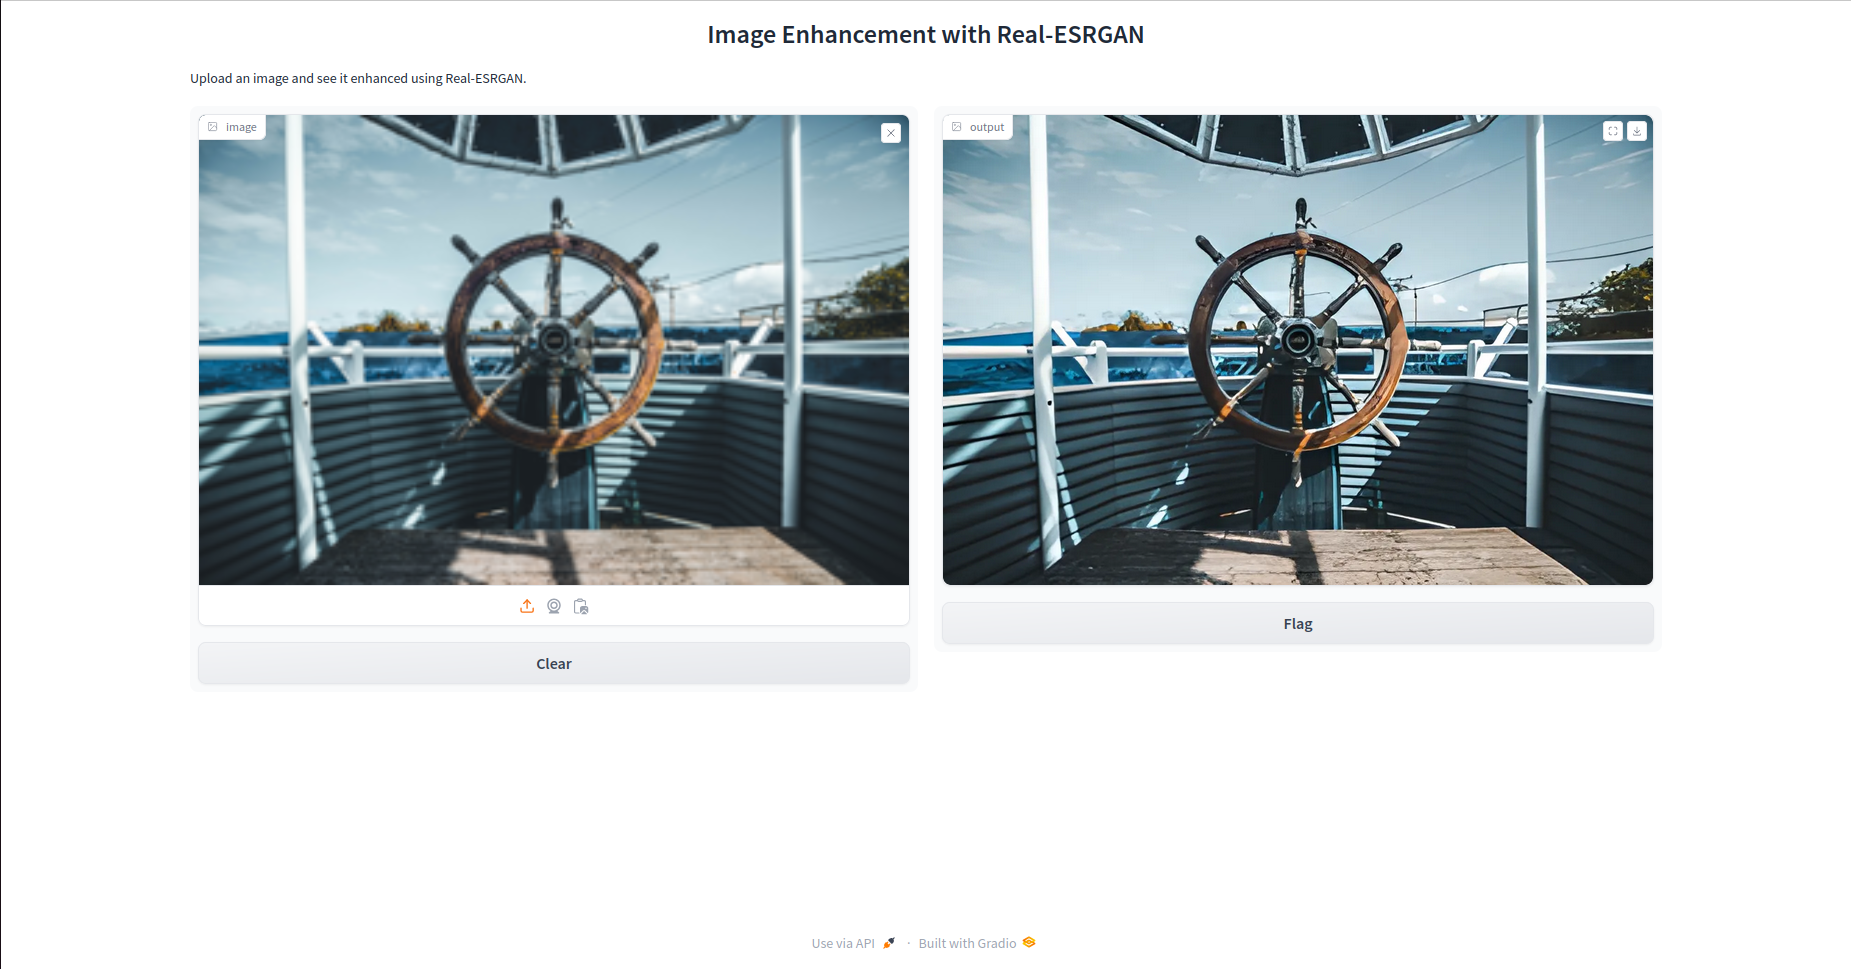 Image Enhancement with Real-ESRGAN
Upload an image and see it enhanced using Real-ESRGAN.
image
output
Flag
Clear
Use via API · Built with Gradio